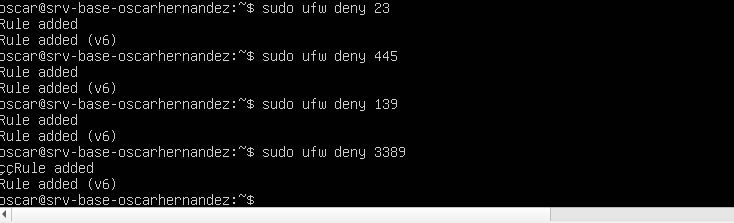 oscar@srv-base-oscarhernandez:~$ sudo ufw deny 23
Rule added
Rule added (v6)
oscar@srv-base-oscarhernandez:~$ sudo ufw deny 445
Rule added
Rule added (v6)
oscar@srv-base-oscarhernandez:~$ sudo ufw deny 139
Rule added
Rule added (v6)
oscar@srv-base-oscarhernandez:~$ sudo ufw deny 3389
ççRule added
Rule added (v6)
oscar@srv-base-oscarhernandez:~$